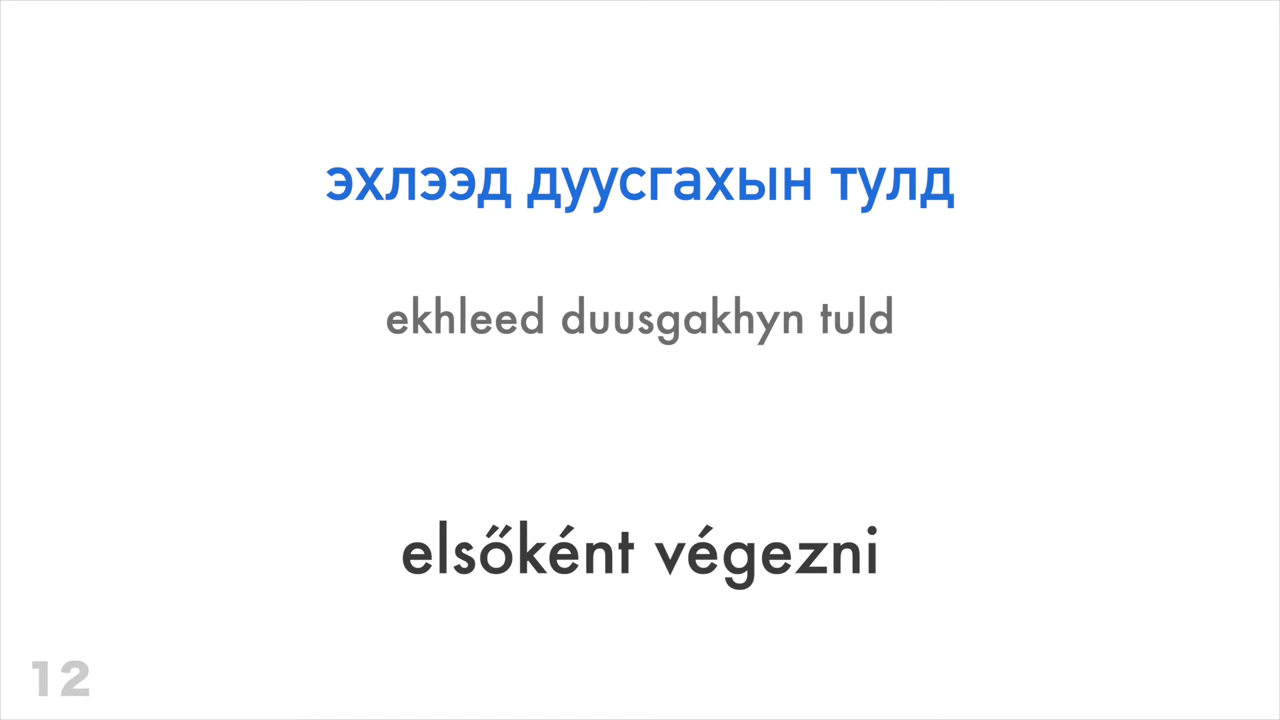 эхлээд дуусгахын тулд
ekhleed duusgakhyn tuld
elsőként végezni
12